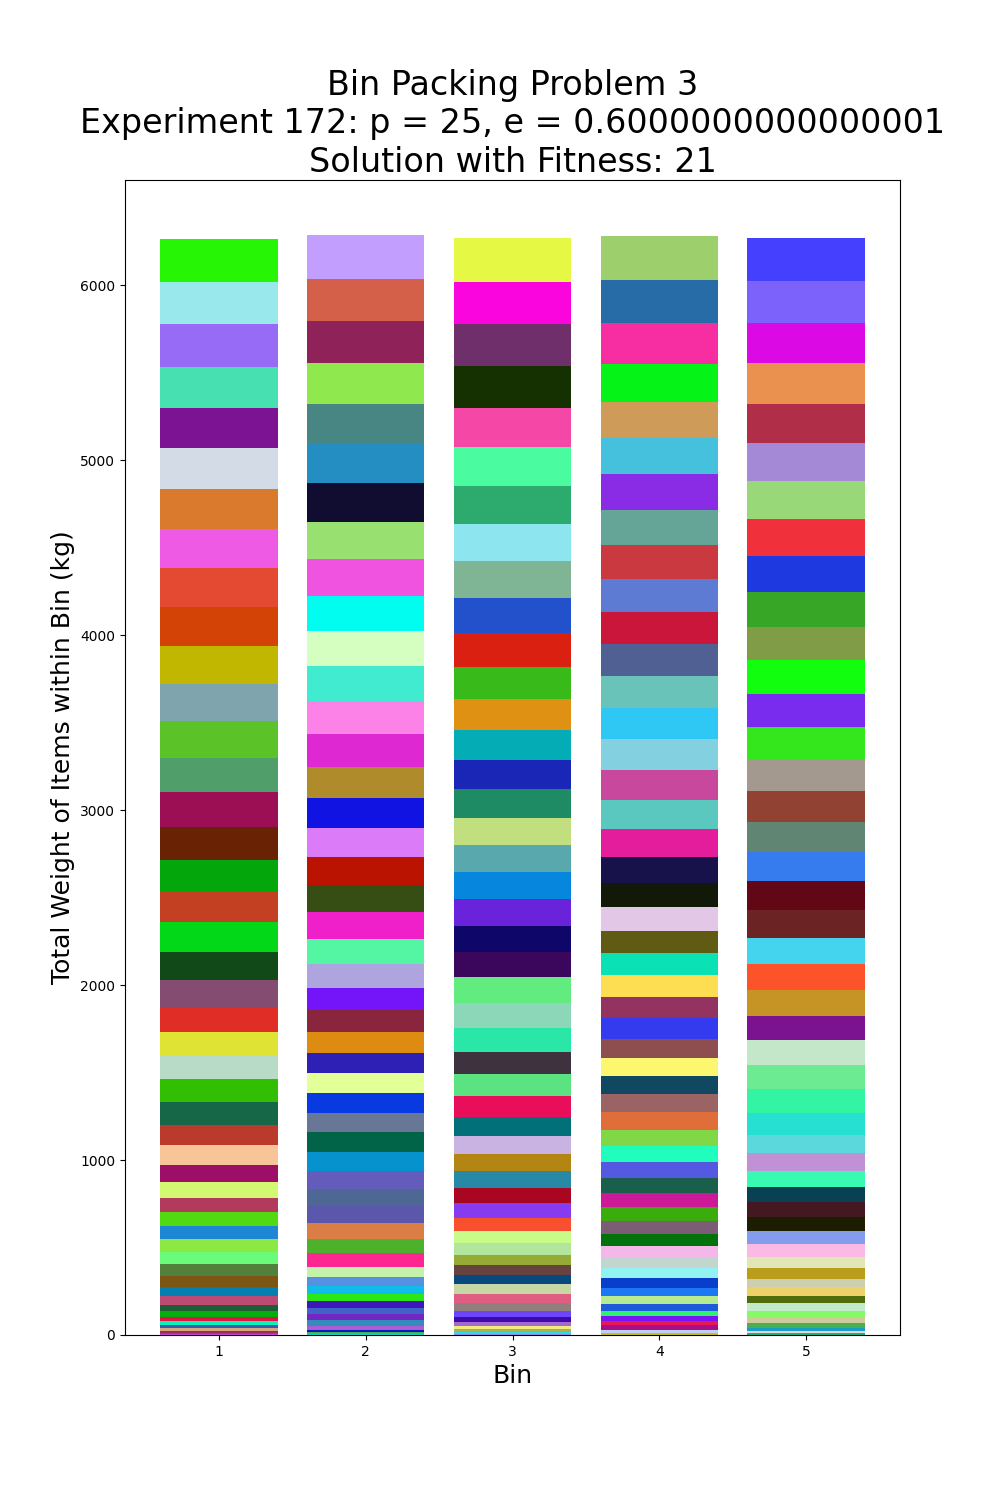 Bin Packing Problem 3
Experiment 172: p = 25, e = 0.6000000000000001
Solution with Fitness: 21
Total Weight of Items within Bin (kg)
6000
5000
4000
3000
2000
1000
0
1 2 3 4 5
Bin